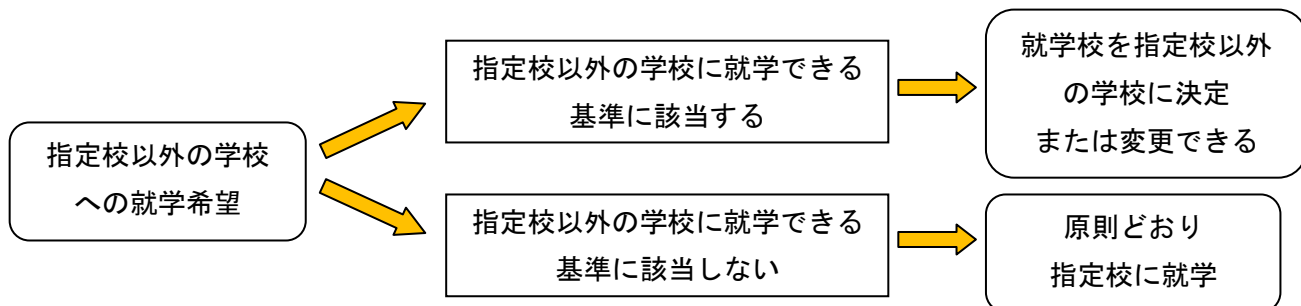 指定校以外の学校
への就学希望
指定校以外の学校に就学できる
基準に該当する
就学校を指定校以外
の学校に決定
または変更できる
指定校以外の学校に就学できる
基準に該当しない
原則どおり
指定校に就学